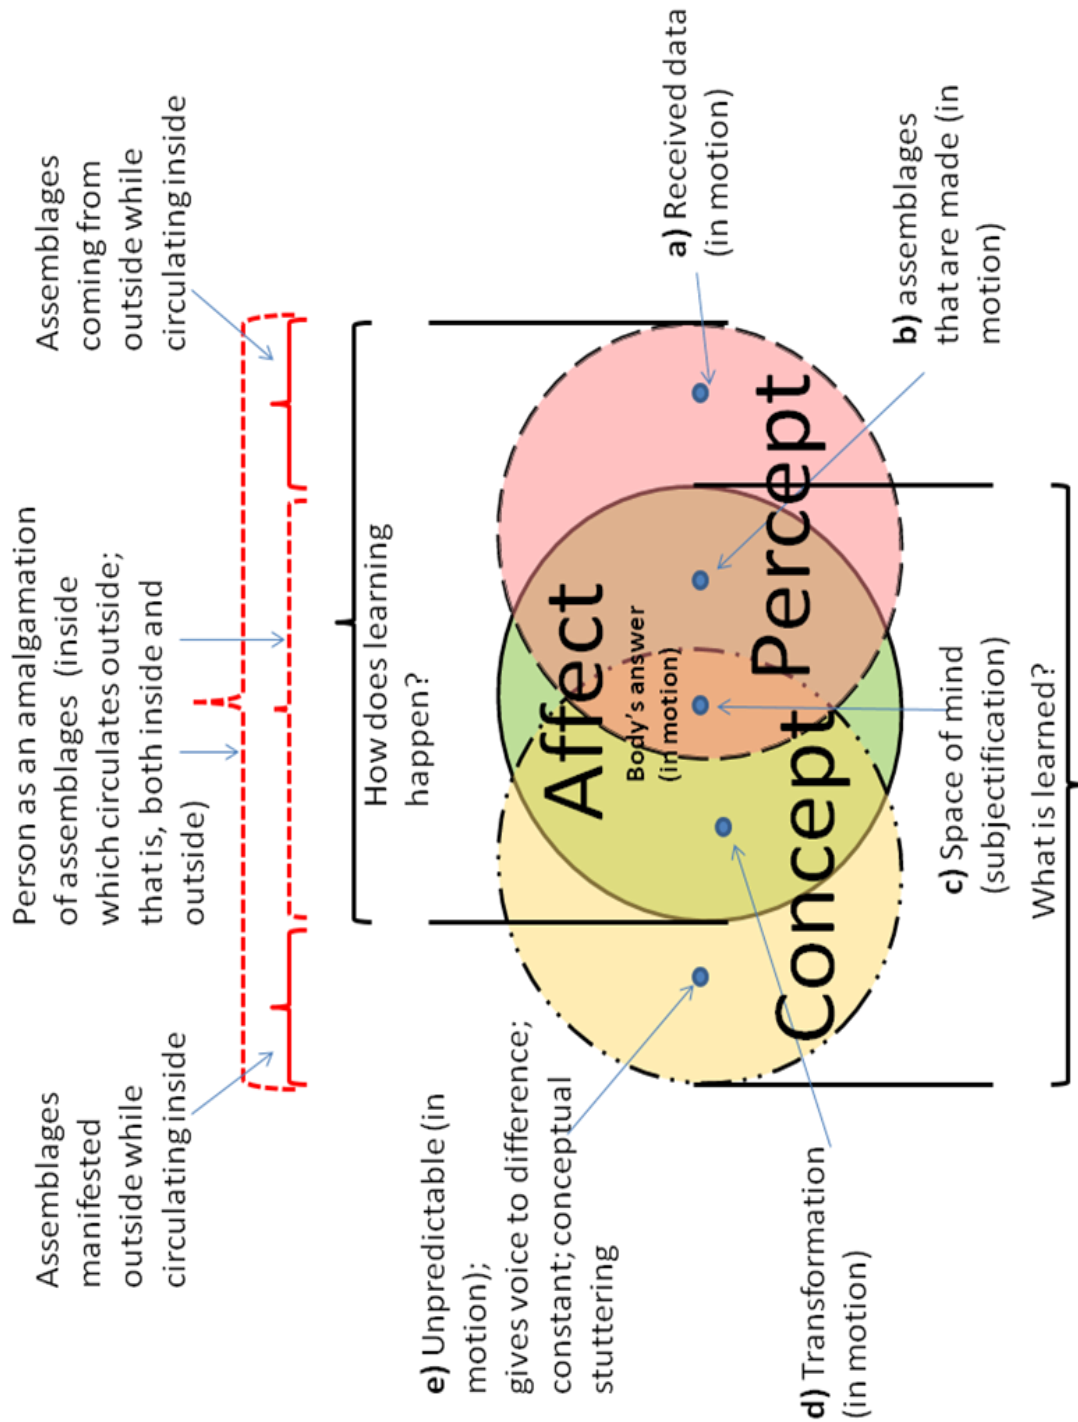 Assemblages
manifested
outside while
circulating inside
Person as an amalgamation
of assemblages (inside
which circulates outside;
that is, both inside and
outside)
Assemblages
coming from
outside while
circulating inside
How does learning
happen?
e) Unpredictable (in
motion);
gives voice to difference;
constant; conceptual
stuttering
Affect
Body's answer
(in motion)
Concept
Percept
a) Received data
(in motion)
d) Transformation
(in motion)
c) Space of mind
(subjectification)
b) assemblages
that are made (in
motion)
What is learned?